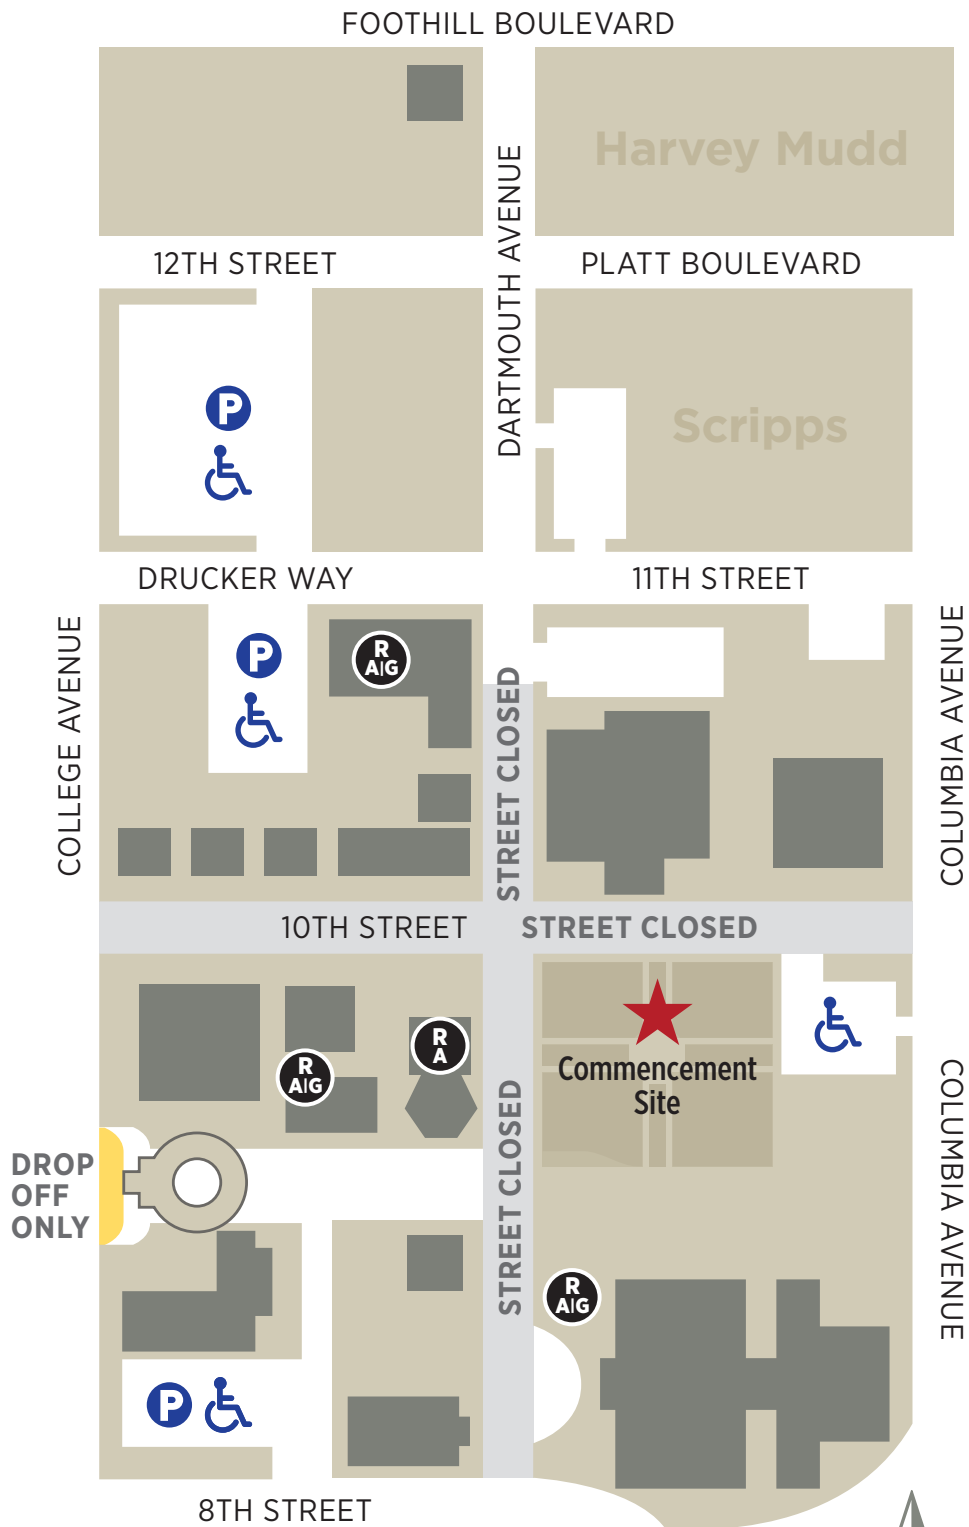 FOOTHILL BOULEVARD
Harvey Mudd
DARTMOUTH AVENUE
12TH STREET
PLATT BOULEVARD
P
Scripps
DRUCKER WAY
11TH STREET
COLLEGE AVENUE
P
R
A|G
STREET CLOSED
COLUMBIA AVENUE
10TH STREET
STREET CLOSED
R
A
R
A|G
Commencement
Site
STREET CLOSED
COLUMBIA AVENUE
DROP
OFF
ONLY
R
A|G
P
8TH STREET